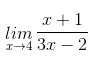 lim x→4 (x + 1)/(3x − 2)